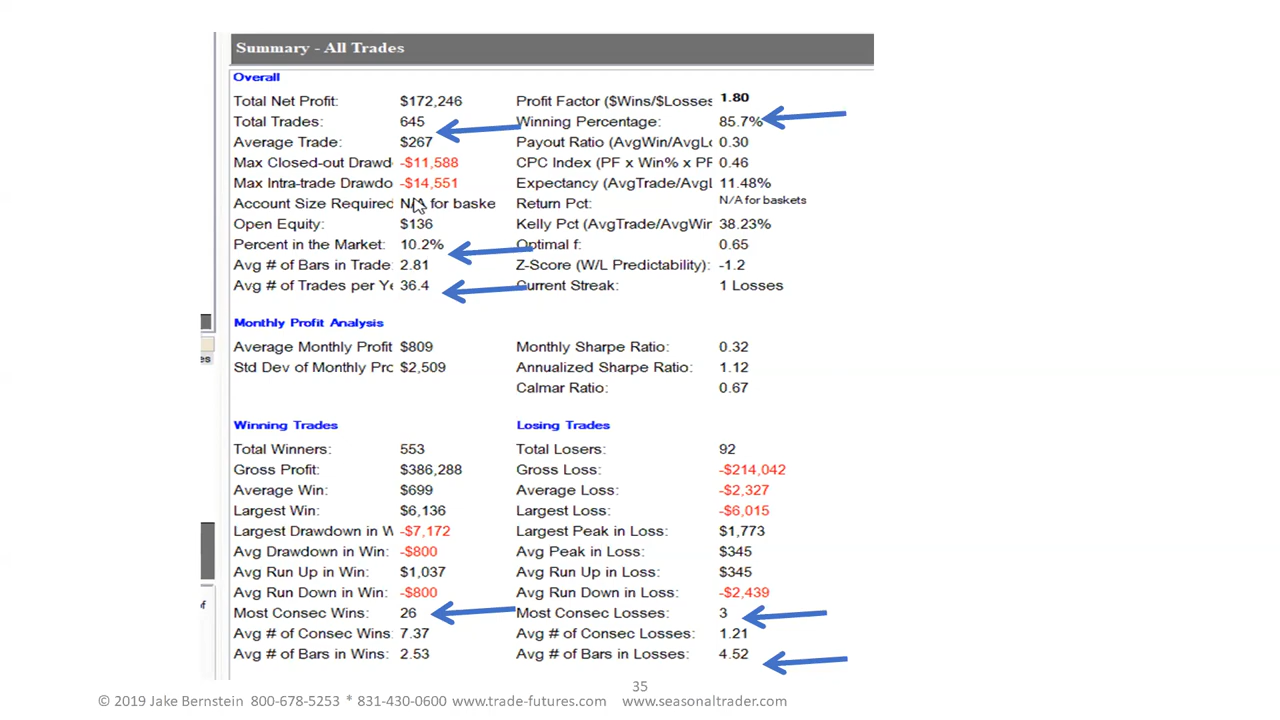 Summary - All Trades
Overall
Total Net Profit: $172,246 Profit Factor ($Wins/$Losses 1.80
Total Trades: 645 Winning Percentage: 85.7%
Average Trade: $267 Payout Ratio (AvgWin/AvgLo 0.30
Max Closed-out Drawd -$11,588 CPC Index (PF x Win% x PF 0.46
Max Intra-trade Drawdo -$14,551 Expectancy (AvgTrade/AvgL 11.48%
Account Size Required N/A for baske Return Pct: N/A for baskets
Open Equity: $136 Kelly Pct (AvgTrade/AvgWin 38.23%
Percent in the Market: 10.2% Optimal f: 0.65
Avg # of Bars in Trade: 2.81 Z-Score (W/L Predictability): -1.2
Avg # of Trades per Ye 36.4 Current Streak: 1 Losses
Monthly Profit Analysis
Average Monthly Profit $809 Monthly Sharpe Ratio: 0.32
Std Dev of Monthly Pro $2,509 Annualized Sharpe Ratio: 1.12
es
Calmar Ratio: 0.67
Winning Trades Losing Trades
Total Winners: 553 Total Losers: 92
Gross Profit: $386,288 Gross Loss: -$214,042
Average Win: $699 Average Loss: -$2,327
Largest Win: $6,136 Largest Loss: -$6,015
Largest Drawdown in W -$7,172 Largest Peak in Loss: $1,773
Avg Drawdown in Win: -$800 Avg Peak in Loss: $345
Avg Run Up in Win: $1,037 Avg Run Up in Loss: $345
Avg Run Down in Win: -$800 Avg Run Down in Loss: -$2,439
Most Consec Wins: 26 Most Consec Losses: 3
Avg # of Consec Wins: 7.37 Avg # of Consec Losses: 1.21
Avg # of Bars in Wins: 2.53 Avg # of Bars in Losses: 4.52
35
© 2019 Jake Bernstein 800-678-5253 * 831-430-0600 www.trade-futures.com www.seasonaltrader.com